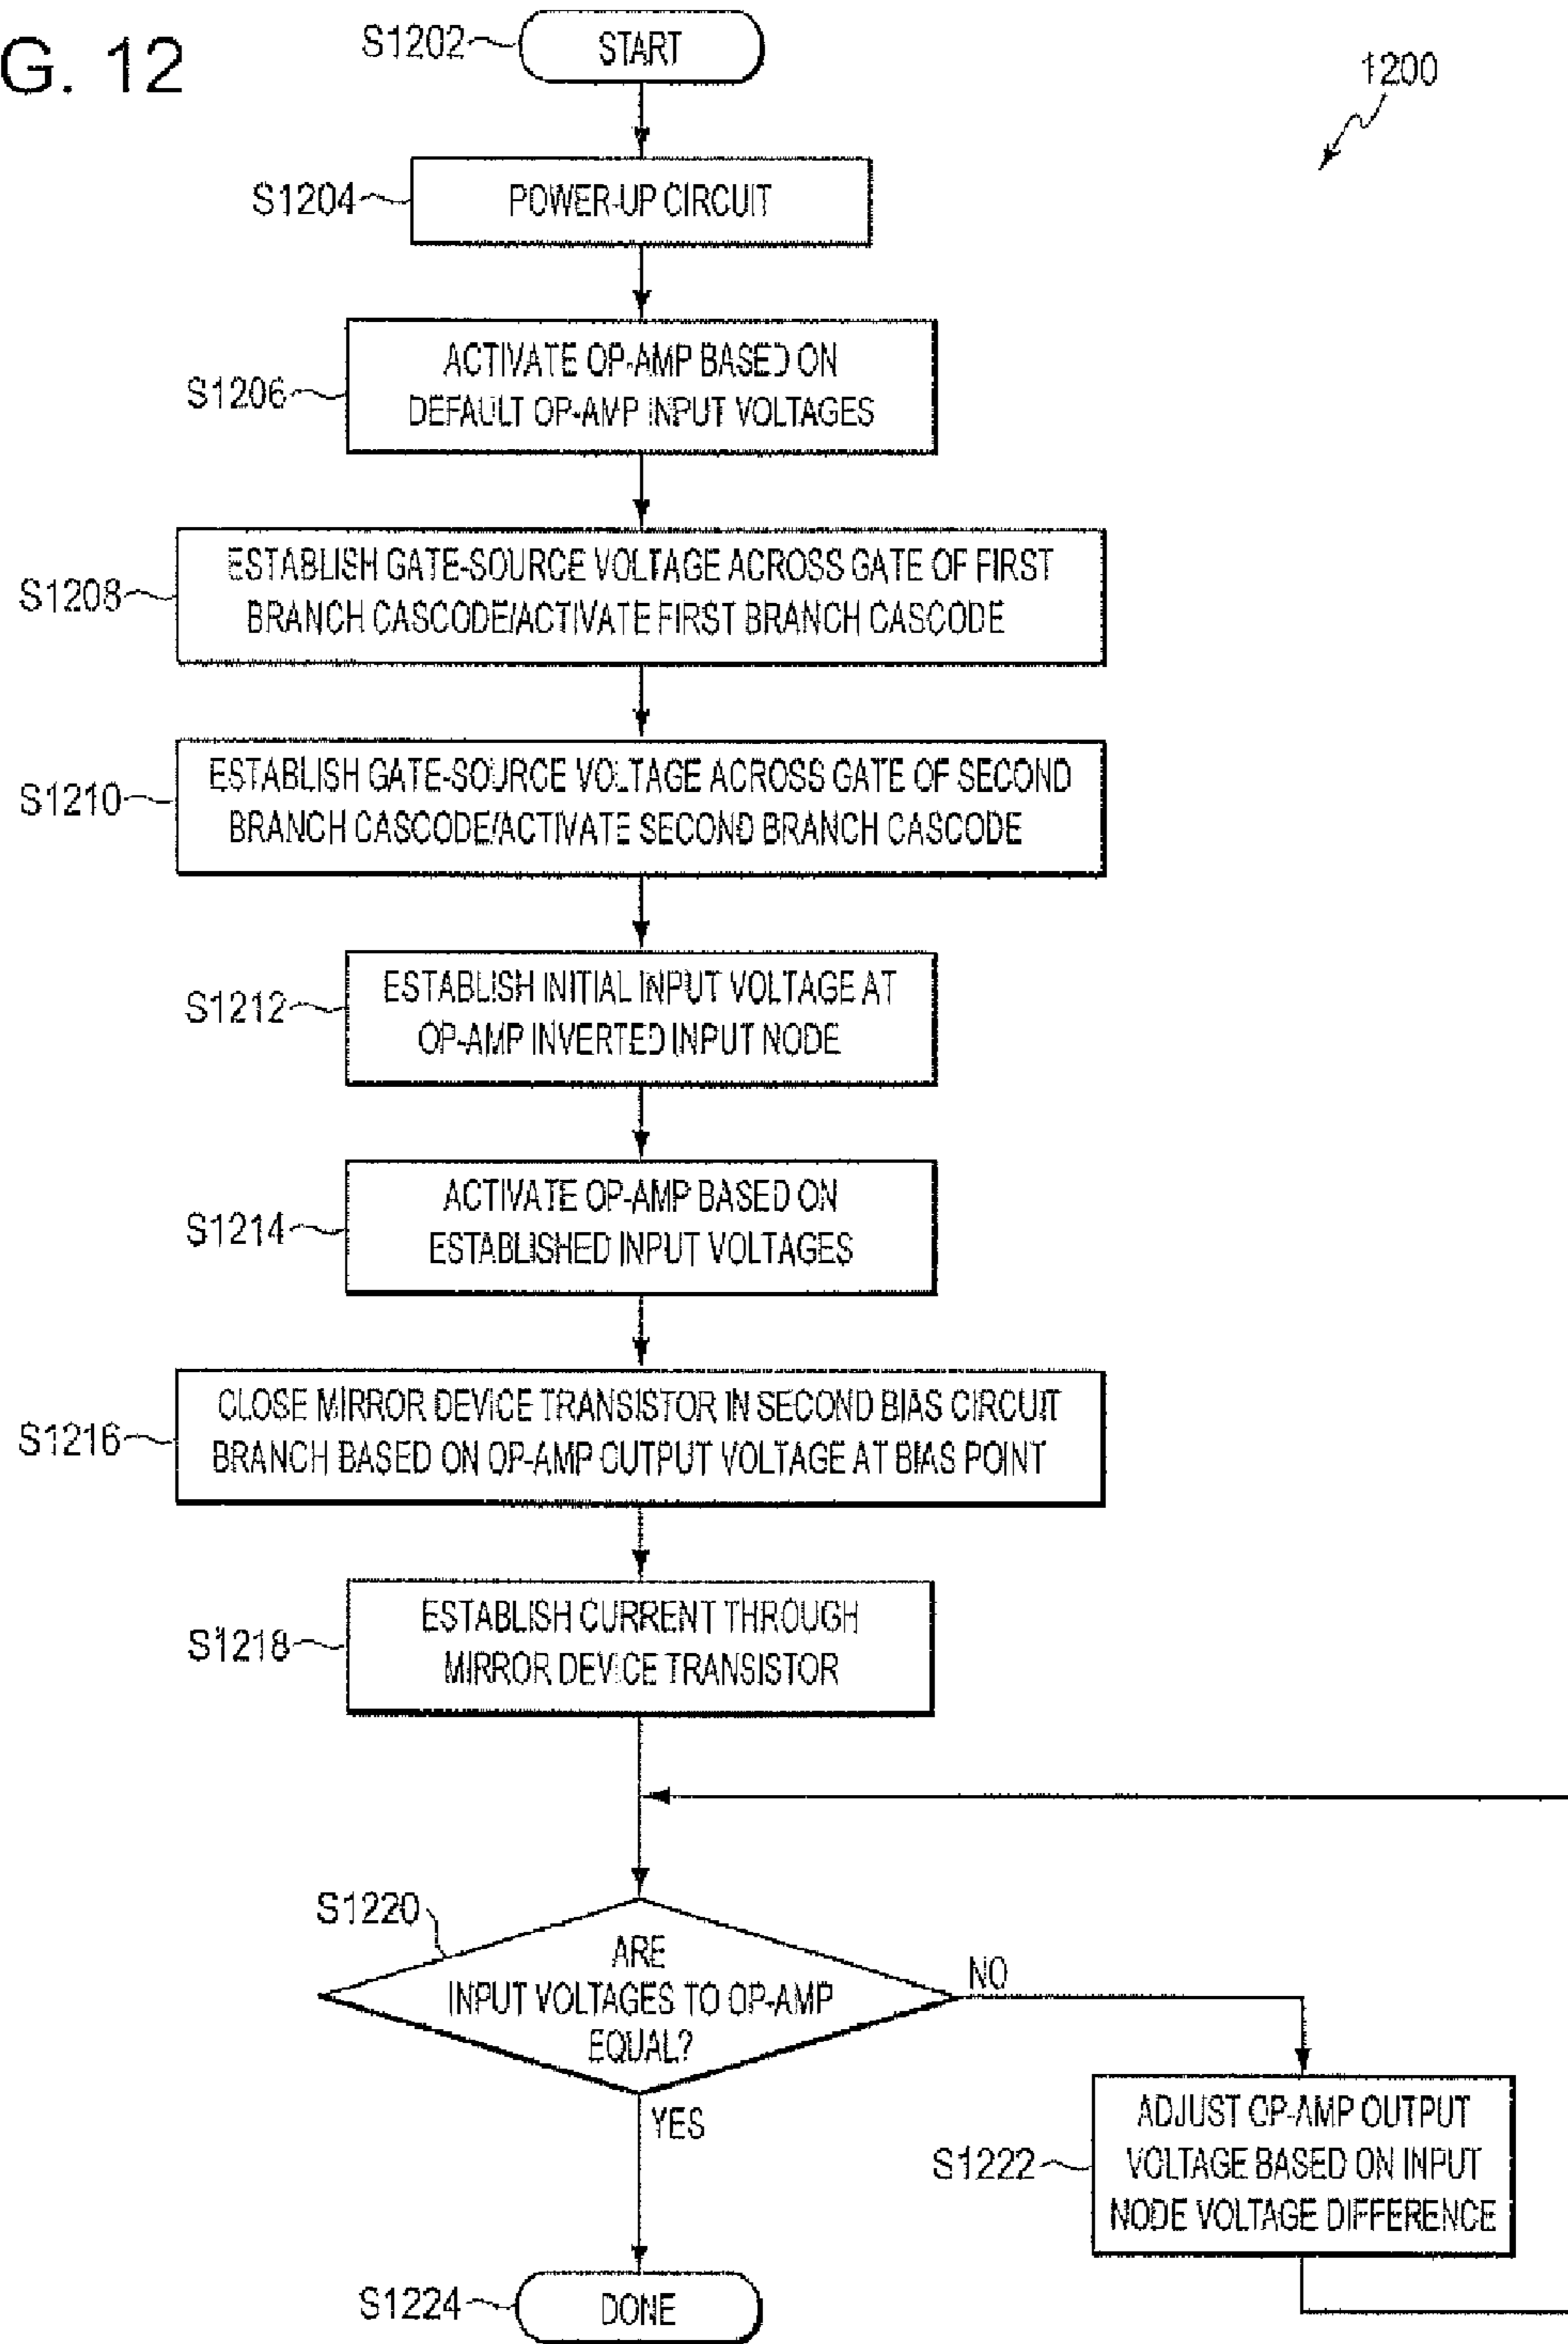 G. 12
1200
S1202
START
S1204
POWER-UP CIRCUIT
S1206
ACTIVATE OP-AMP BASED ON
DEFAULT OP-AMP INPUT VOLTAGES
S1208
ESTABLISH GATE-SOURCE VOLTAGE ACROSS GATE OF FIRST
BRANCH CASCODE/ACTIVATE FIRST BRANCH CASCODE
S1210
ESTABLISH GATE-SOURCE VOLTAGE ACROSS GATE OF SECOND
BRANCH CASCODE/ACTIVATE SECOND BRANCH CASCODE
S1212
ESTABLISH INITIAL INPUT VOLTAGE AT
OP-AMP INVERTED INPUT NODE
S1214
ACTIVATE OP-AMP BASED ON
ESTABLISHED INPUT VOLTAGES
S1216
CLOSE MIRROR DEVICE TRANSISTOR IN SECOND BIAS CIRCUIT
BRANCH BASED ON OP-AMP OUTPUT VOLTAGE AT BIAS POINT
S1218
ESTABLISH CURRENT THROUGH
MIRROR DEVICE TRANSISTOR
S1220
ARE
INPUT VOLTAGES TO OP-AMP
EQUAL?
NO
YES
S1222
ADJUST OP-AMP OUTPUT
VOLTAGE BASED ON INPUT
NODE VOLTAGE DIFFERENCE
S1224
DONE